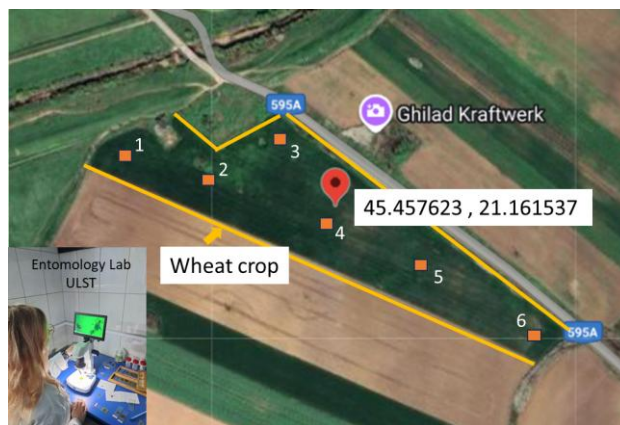 595A
Ghilad Kraftwerk
1
3
2
45.457623 , 21.161537
4
Wheat crop
5
Entomology Lab
ULST
6
595A